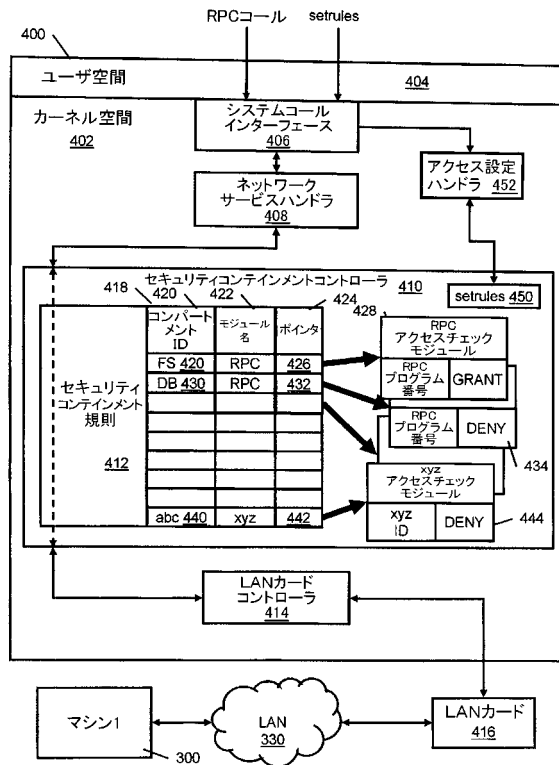 RPCコール
setrules
400
ユーザ空間
404
カーネル空間
402
システムコール
インターフェース
406
アクセス設定
ハンドラ 452
ネットワーク
サービスハンドラ
408
セキュリティコンテインメントコントローラ
410
418
420
422
424
setrules 450
428
コンパート
メント
ID
モジュール
名
ポインタ
RPC
アクセスチェック
モジュール
FS 420
RPC
426
RPC
プログラム
番号
GRANT
DB 430
RPC
432
セキュリティ
コンテインメント
規則
412
RPC
プログラム
番号
DENY
434
xyz
アクセスチェック
モジュール
abc 440
xyz
442
xyz
ID
DENY
444
LANカード
コントローラ
414
マシン1
300
LAN
330
LANカード
416